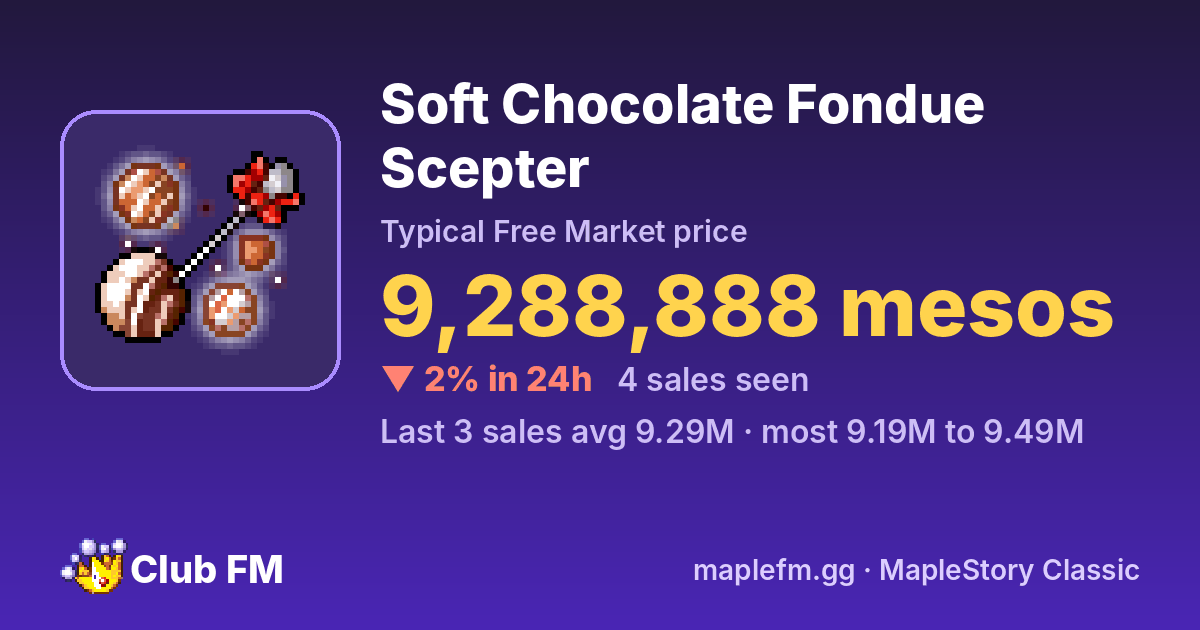 Soft Chocolate Fondue
Scepter
Typical Free Market price
9,288,888 mesos
▼ 2% in 24h 4 sales seen
Last 3 sales avg 9.29M · most 9.19M to 9.49M
Club FM
maplefm.gg · MapleStory Classic